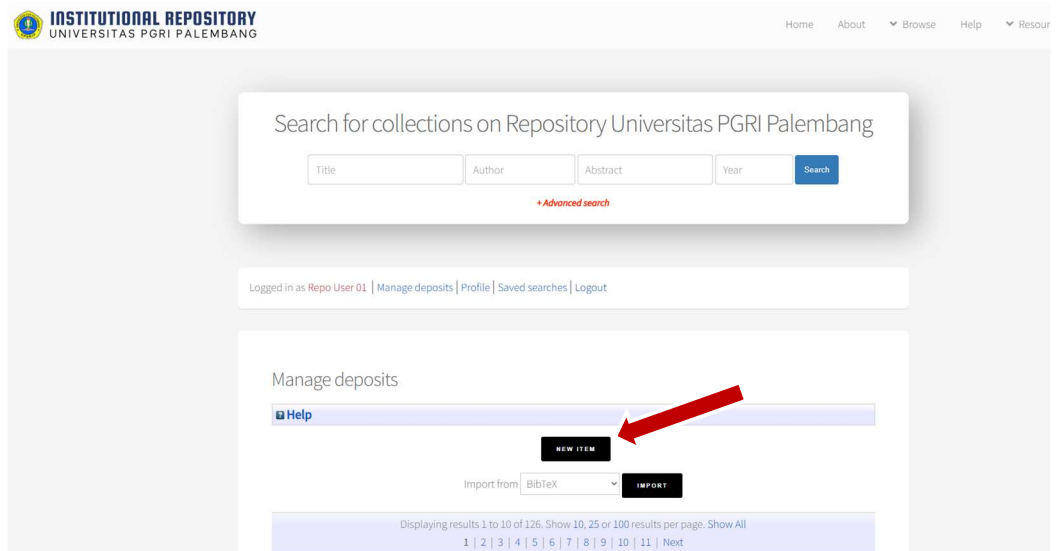 INSTITUTIONAL REPOSITORY
UNIVERSITAS PGRI PALEMBANG
Home About Browse Help Resour
Search for collections on Repository Universitas PGRI Palembang
Title Author Abstract Year Search
+ Advanced search
Logged in as Repo User 01 | Manage deposits | Profile | Saved searches | Logout
Manage deposits
? Help
NEW ITEM
Import from BibTeX IMPORT
Displaying results 1 to 10 of 126. Show 10, 25 or 100 results per page. Show All
1 | 2 | 3 | 4 | 5 | 6 | 7 | 8 | 9 | 10 | 11 | Next